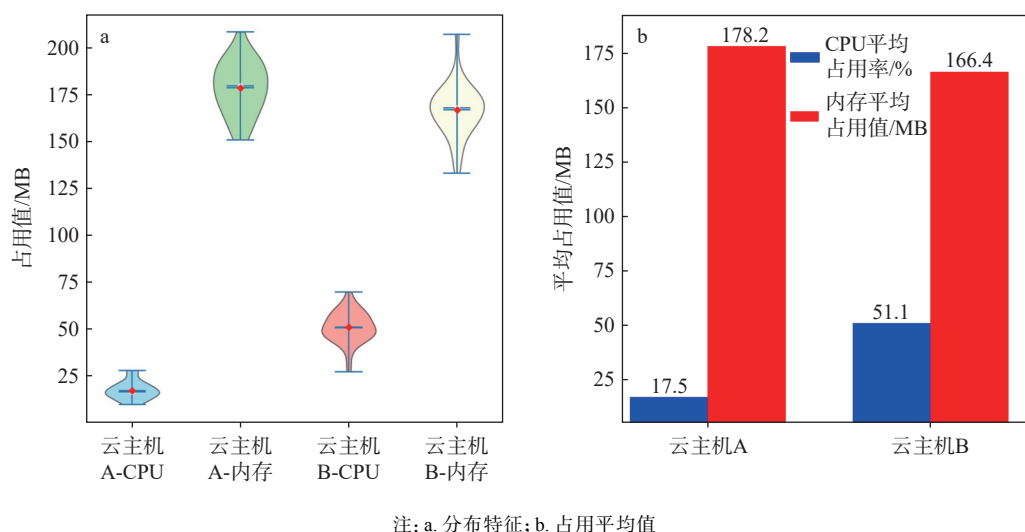 a
占用值/MB
200
175
150
125
100
75
50
25
云主机
A-CPU
云主机
A-内存
云主机
B-CPU
云主机
B-内存
b
平均占用值/MB
175
150
125
100
75
50
25
CPU平均
占用率/%
内存平均
占用值/MB
17.5
178.2
51.1
166.4
云主机A
云主机B
注: a. 分布特征; b. 占用平均值